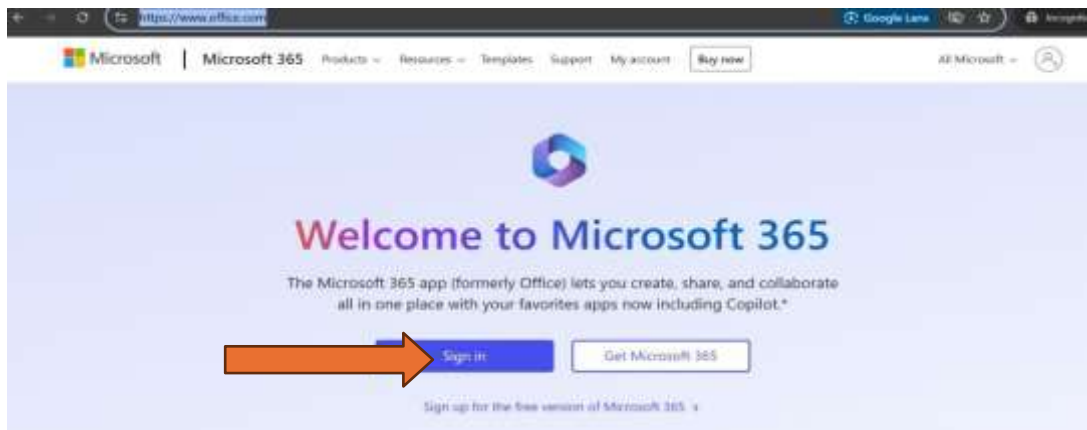 https://www.office.com
Google Lens
Microsoft
Microsoft 365
Products
Resources
Templates
Support
My account
Buy now
All Microsoft
Welcome to Microsoft 365
The Microsoft 365 app (formerly Office) lets you create, share, and collaborate
all in one place with your favorites apps now including Copilot.*
Sign in
Get Microsoft 365
Sign up for the free version of Microsoft 365